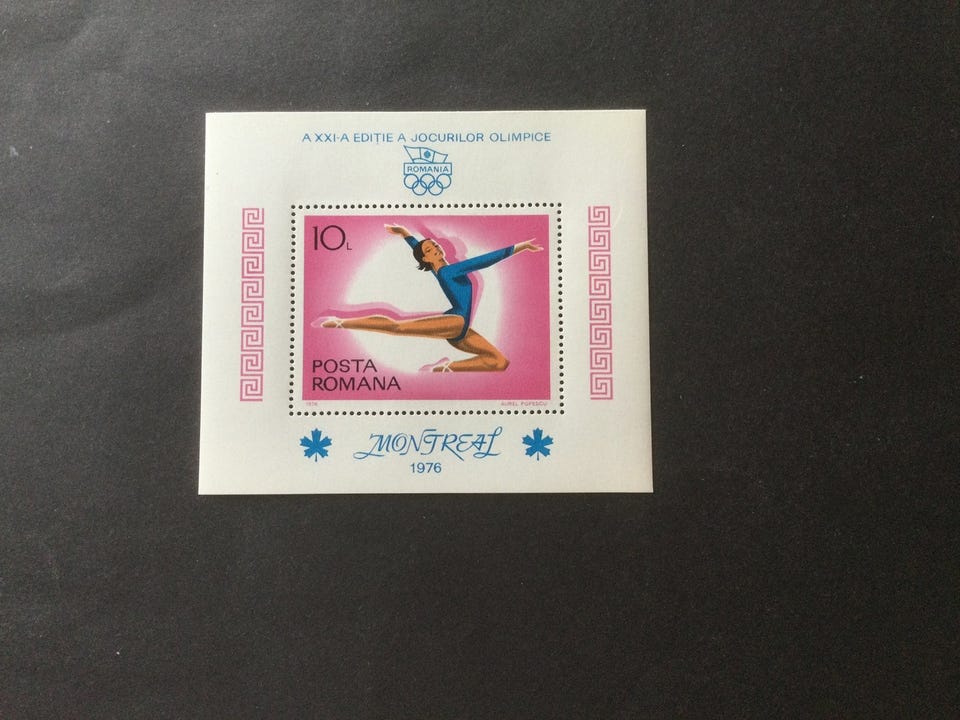 A XXI-A EDIȚIE A JOCURILOR OLIMPICE
ROMANIA
10L
POSTA
ROMANA
1976
AUREL POPESCU
MONTREAL
1976